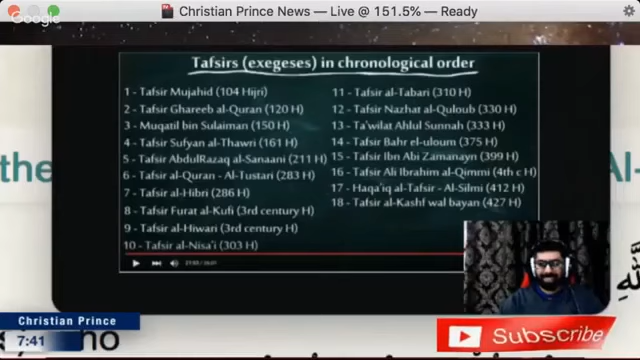 Christian Prince News — Live @ 151.5% — Ready
Google
Tafsirs (exegeses) in chronological order
1 - Tafsir Mujahid (104 Hijri)
2 - Tafsir Ghareeb al-Quran (120 H)
3 - Muqatil bin Sulaiman (150 H)
4 - Tafsir Sufyan al-Thawri (161 H)
5 - Tafsir AbdulRazaq al-Sanaani (211 H)
6 - Tafsir al-Quran - Al-Tustari (283 H)
7 - Tafsir al-Hibri (286 H)
8 - Tafsir Furat al-Kufi (3rd century H)
9 - Tafsir al-Hiwari (3rd century H)
10 - Tafsir al-Nisa'i (303 H)
11 - Tafsir al-Tabari (310 H)
12 - Tafsir Nazhat al-Quloub (330 H)
13 - Ta'wilat Ahlul Sunnah (333 H)
14 - Tafsir Bahr el-uloum (375 H)
15 - Tafsir Ibn Abi Zamanayn (399 H)
16 - Tafsir Ali Ibrahim al-Qimmi (4th c H)
17 - Haqa'iq al-Tafsir - Al-Silmi (412 H)
18 - Tafsir al-Kashf wal bayan (427 H)
the
Al-
Christian Prince
7:41
Subscribe